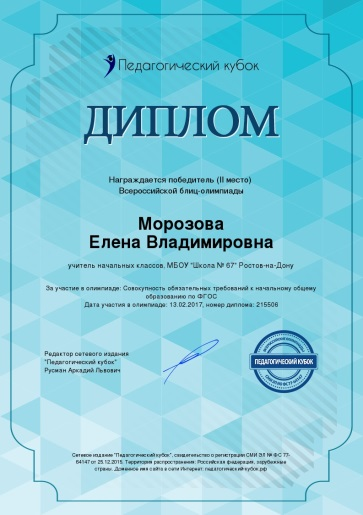 Педагогический кубок
ДИПЛОМ
Награждается победитель (II место)
Всероссийской блиц-олимпиады
Морозова
Елена Владимировна
учитель начальных классов, МБОУ "Школа № 67" Ростов-на-Дону
За участие в олимпиаде: Совокупность обязательных требований к начальному общему
образованию по ФГОС
Дата участия в олимпиаде: 13.02.2017, номер диплома: 215506
Редактор сетевого издания
"Педагогический кубок"
Русман Аркадий Львович
ПЕДАГОГИЧЕСКИЙ КУБОК
Сетевое издание "Педагогический кубок", свидетельство о регистрации СМИ ЭЛ № ФС 77-
64147 от 25.12.2015. Территория распространения: Российская федерация, зарубежные
страны. Доменное имя сайта в сети Интернет: педагогический-кубок.рф